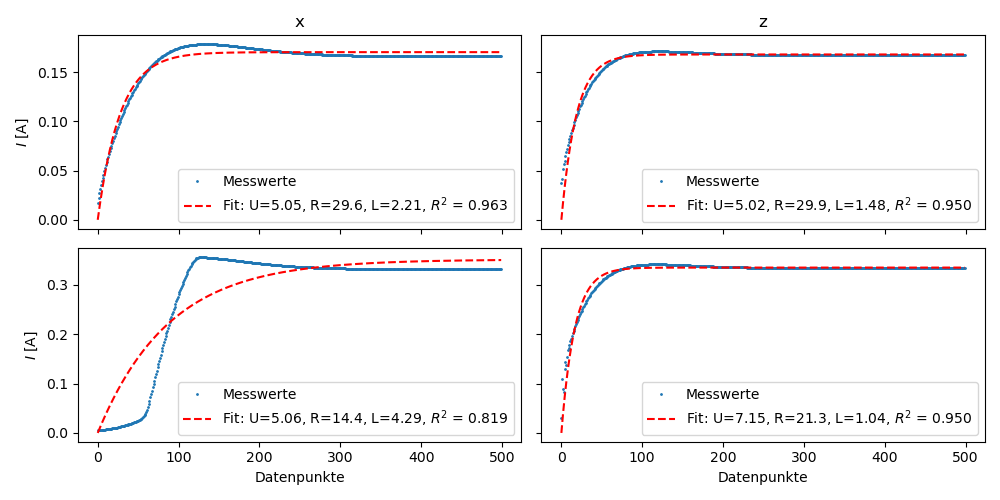 x
z
I [A]
0.15
0.10
0.05
0.00
Messwerte
Fit: U=5.05, R=29.6, L=2.21, R² = 0.963
Messwerte
Fit: U=5.02, R=29.9, L=1.48, R² = 0.950
I [A]
0.3
0.2
0.1
0.0
Messwerte
Fit: U=5.06, R=14.4, L=4.29, R² = 0.819
Messwerte
Fit: U=7.15, R=21.3, L=1.04, R² = 0.950
0 100 200 300 400 500
0 100 200 300 400 500
Datenpunkte
Datenpunkte